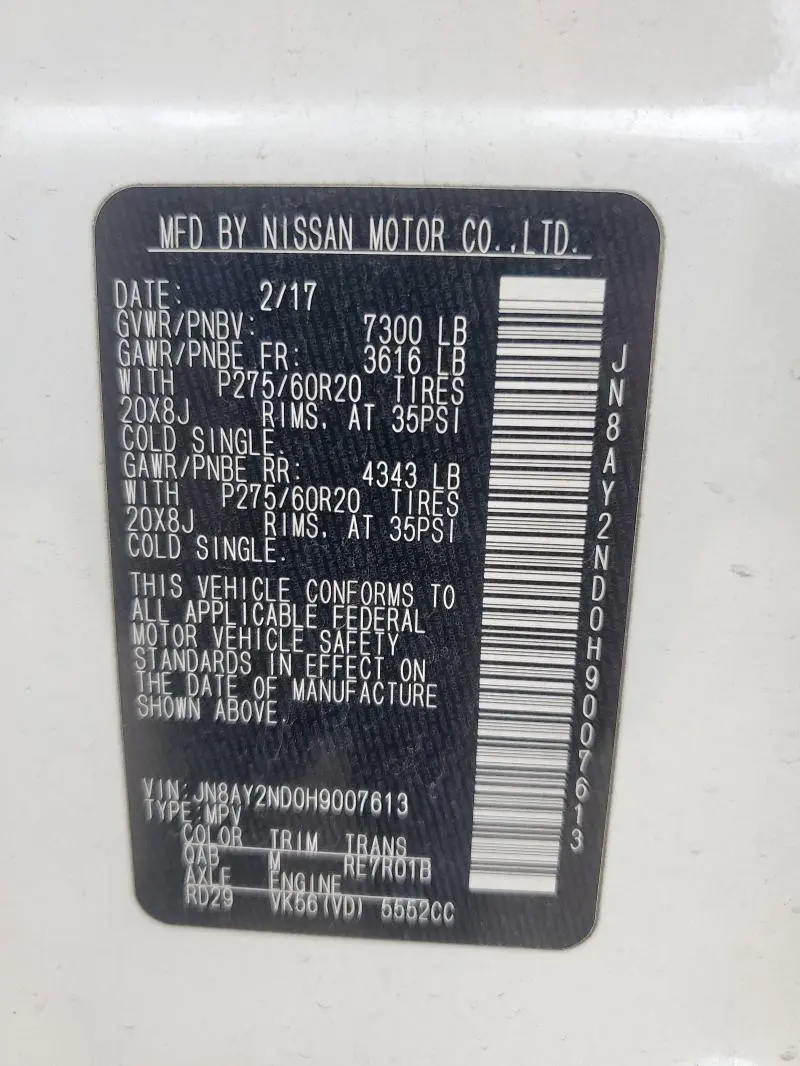 MFD BY NISSAN MOTOR CO.,LTD.
DATE: 2/17
GVWR/PNBV: 7300 LB
GAWR/PNBE FR: 3616 LB
WITH P275/60R20 TIRES
20X8J RIMS. AT 35PSI
COLD SINGLE.
GAWR/PNBE RR: 4343 LB
WITH P275/60R20 TIRES
20X8J RIMS. AT 35PSI
COLD SINGLE.
THIS VEHICLE CONFORMS TO
ALL APPLICABLE FEDERAL
MOTOR VEHICLE SAFETY
STANDARDS IN EFFECT ON
THE DATE OF MANUFACTURE
SHOWN ABOVE.
VIN:JN8AY2ND0H9007613
TYPE:MPV
COLOR TRIM TRANS
QAB M RE7R01B
AXLE ENGINE
RD29 VK56(VD) 5552CC
JN8AY2ND0H9007613